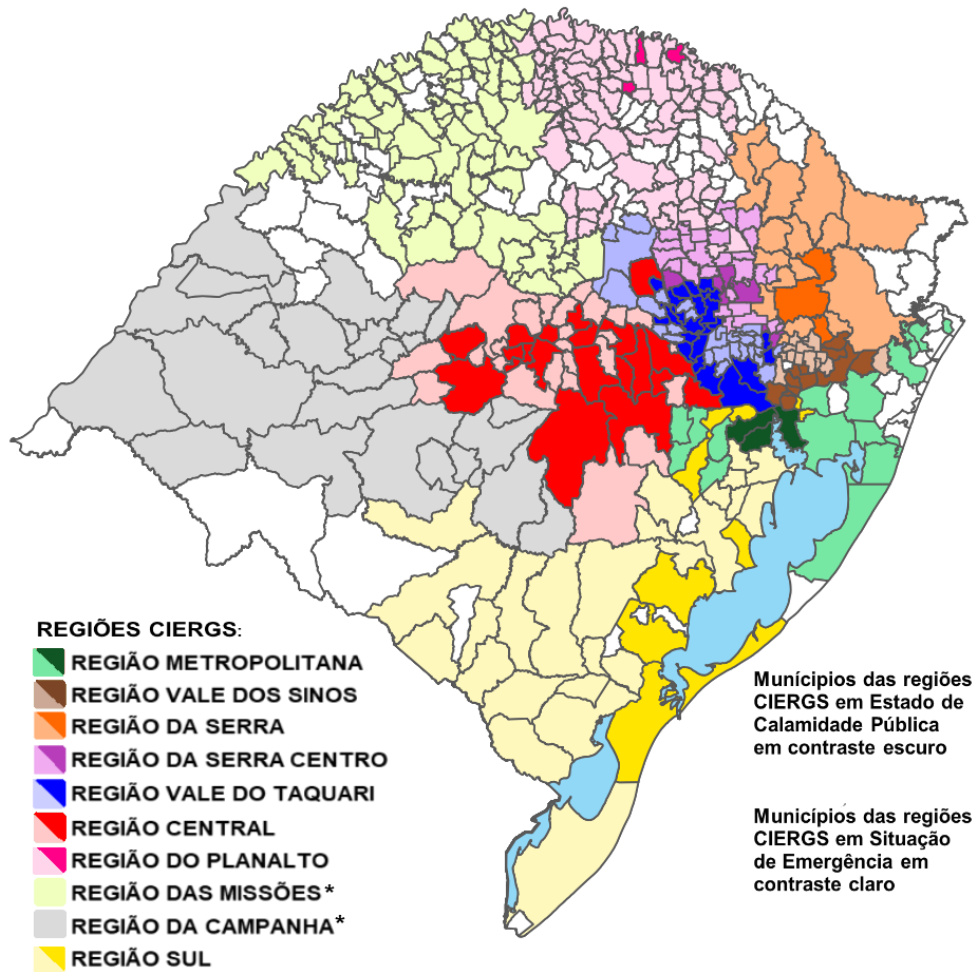 REGIÕES CIERGS:
REGIÃO METROPOLITANA
REGIÃO VALE DOS SINOS
REGIÃO DA SERRA
REGIÃO DA SERRA CENTRO
REGIÃO VALE DO TAQUARI
REGIÃO CENTRAL
REGIÃO DO PLANALTO
REGIÃO DAS MISSÕES*
REGIÃO DA CAMPANHA*
REGIÃO SUL
Munícipios das regiões
CIERGS em Estado de
Calamidade Pública
em contraste escuro
Municípios das regiões
CIERGS em Situação
de Emergência em
contraste claro